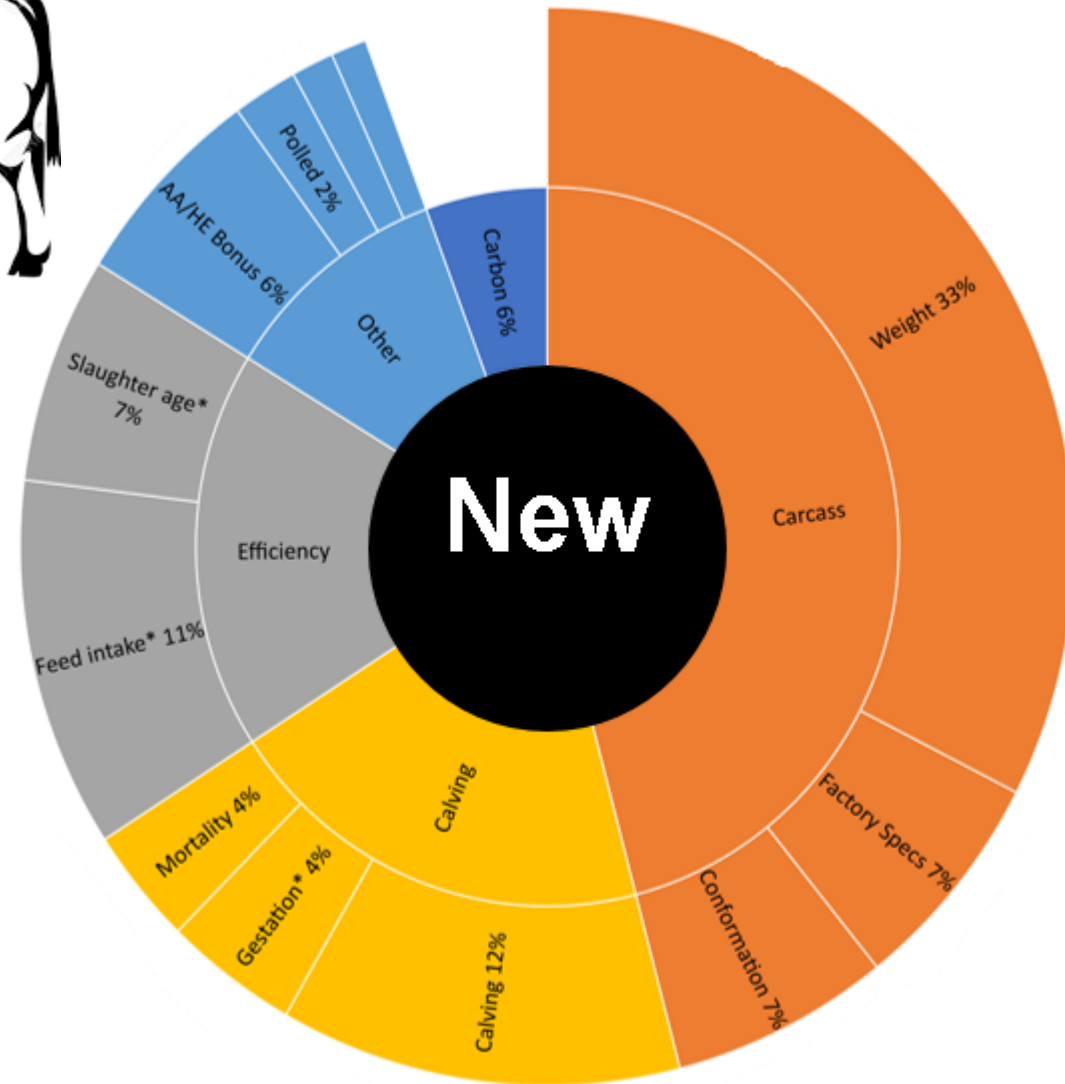 New
Carcass
Weight 33%
Factory Specs 7%
Conformation 7%
Calving
Calving 12%
Gestation* 4%
Mortality 4%
Efficiency
Feed intake* 11%
Slaughter age*
7%
Other
AA/HE Bonus 6%
Polled 2%
Carbon 6%